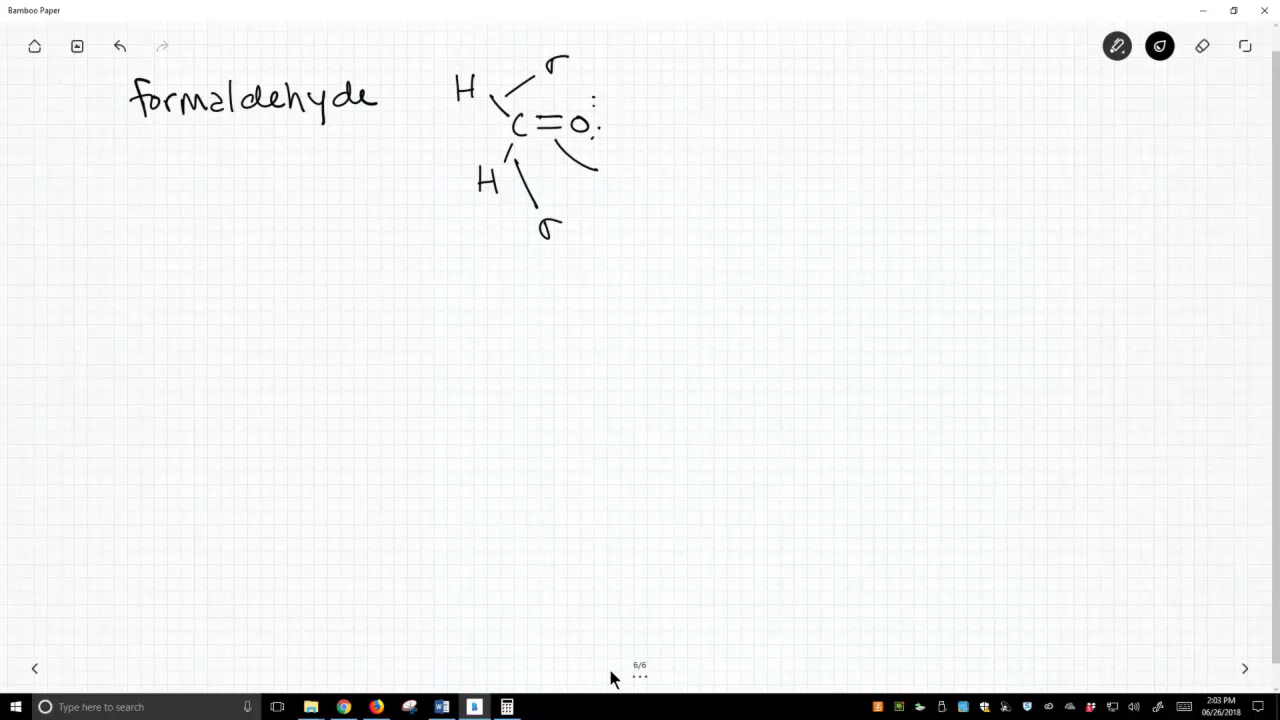 Bamboo Paper
formaldehyde
σ
H
C=O
H
σ
6/6
Type here to search
2:03 PM
06/26/2018